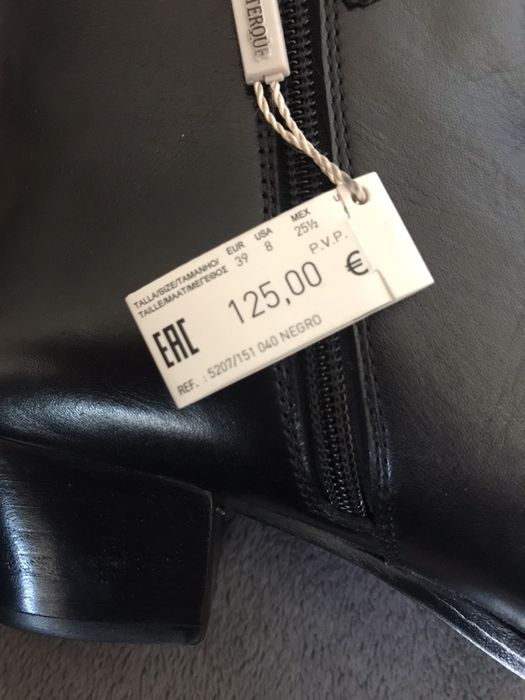 TERQUE
TALLA/SIZE/TAMANHO/ EUR USA MEX
TAILLE/MAAT/ΜΕΓΕΘΟΣ 39 8 25½
P.V.P.
125,00 €
EAC
REF. : 5207/151 040 NEGRO